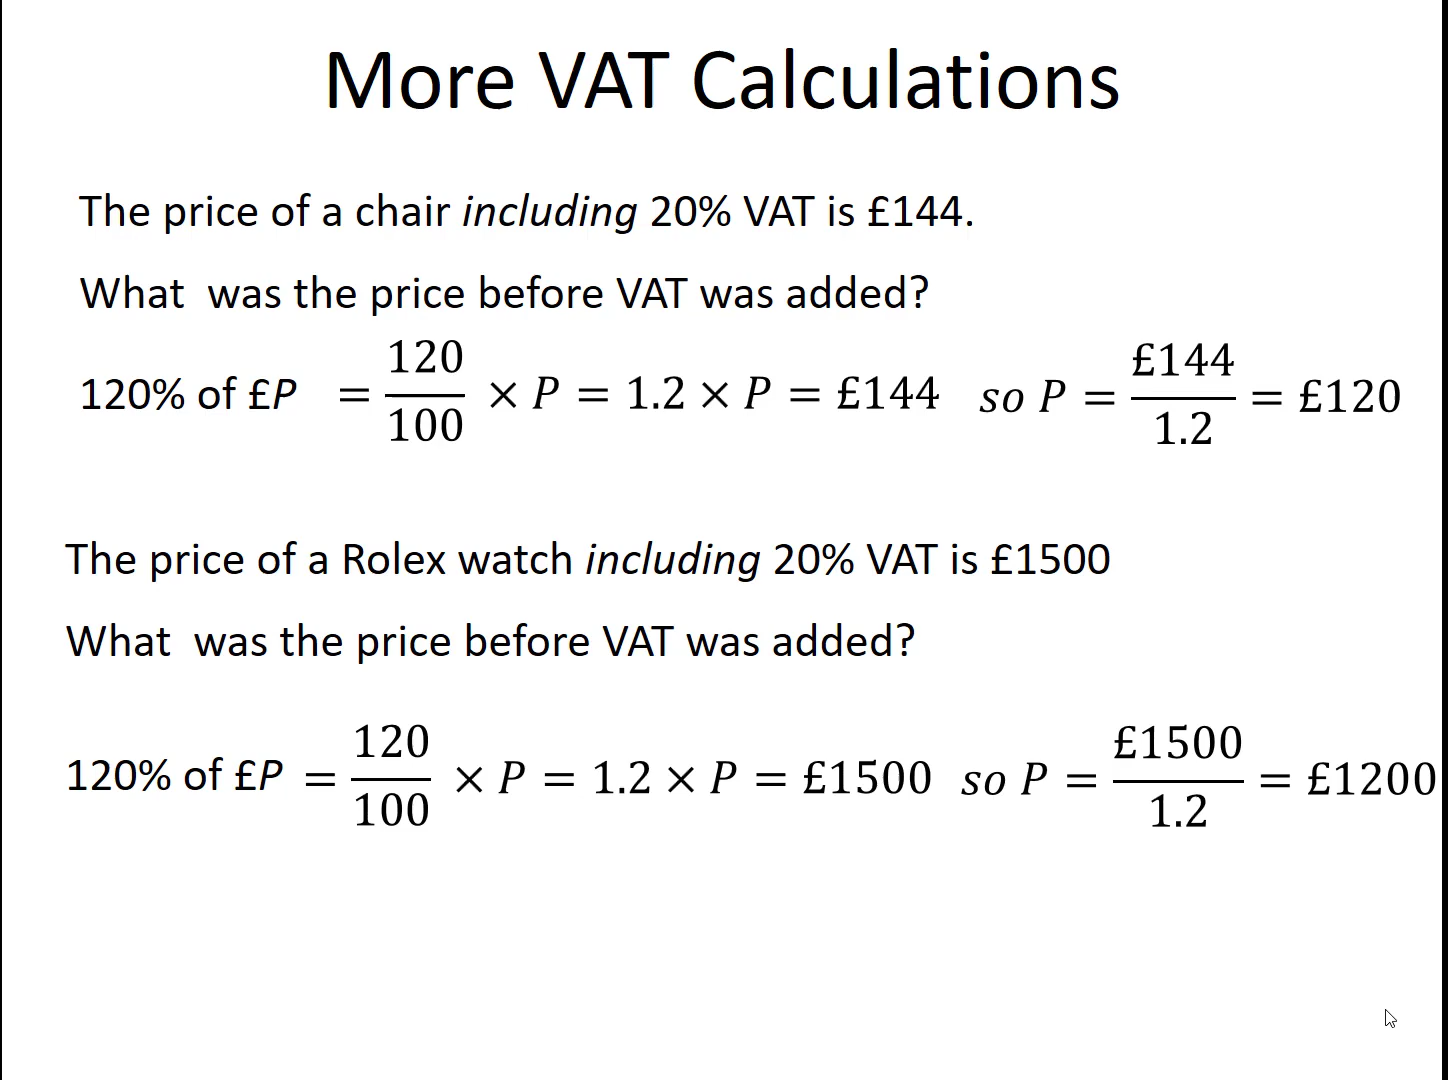 More VAT Calculations
The price of a chair including 20% VAT is £144.
What was the price before VAT was added?
120% of £P = 120/100 × P = 1.2 × P = £144 so P = £144/1.2 = £120
The price of a Rolex watch including 20% VAT is £1500
What was the price before VAT was added?
120% of £P = 120/100 × P = 1.2 × P = £1500 so P = £1500/1.2 = £1200